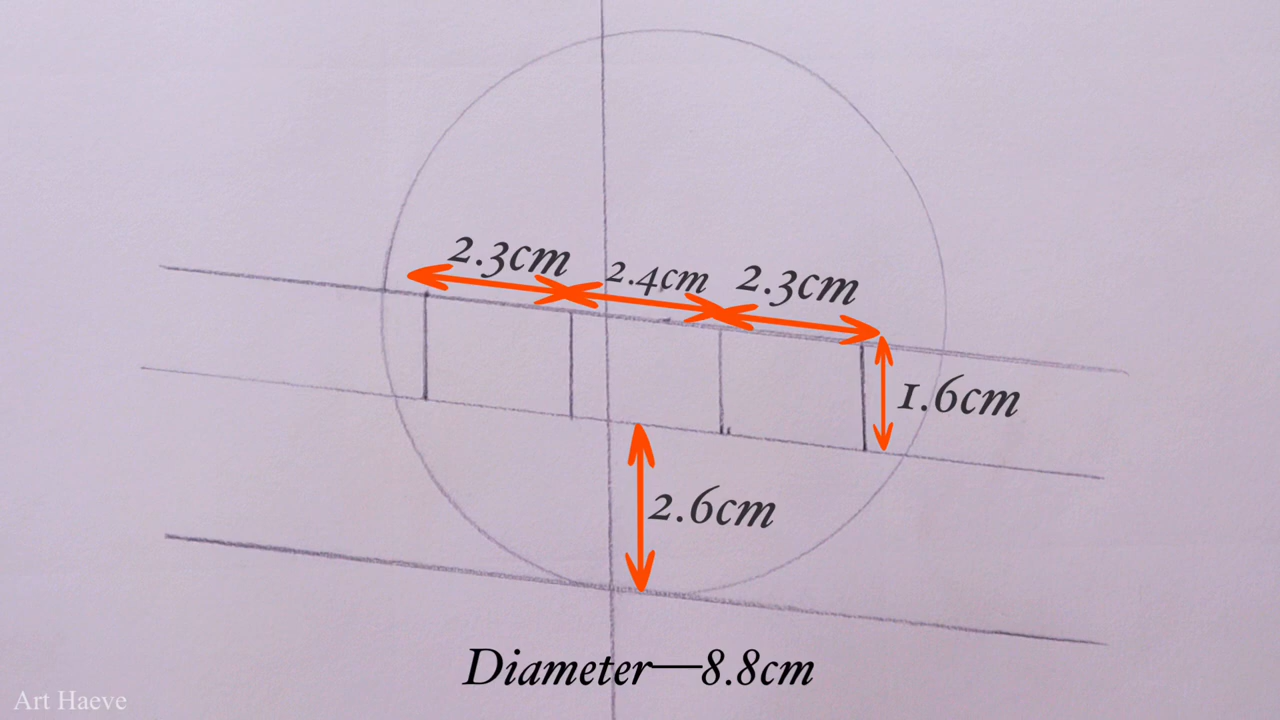 2.3cm
2.4cm
2.3cm
1.6cm
2.6cm
Diameter—8.8cm
Art Haeve